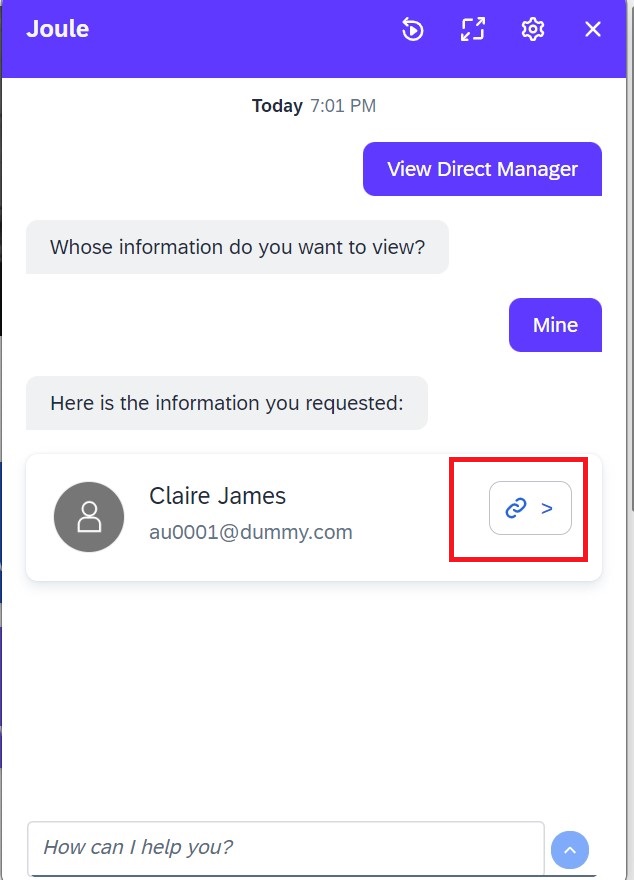 Joule
Today 7:01 PM
View Direct Manager
Whose information do you want to view?
Mine
Here is the information you requested:
Claire James
>
au0001@dummy.com
How can I help you?